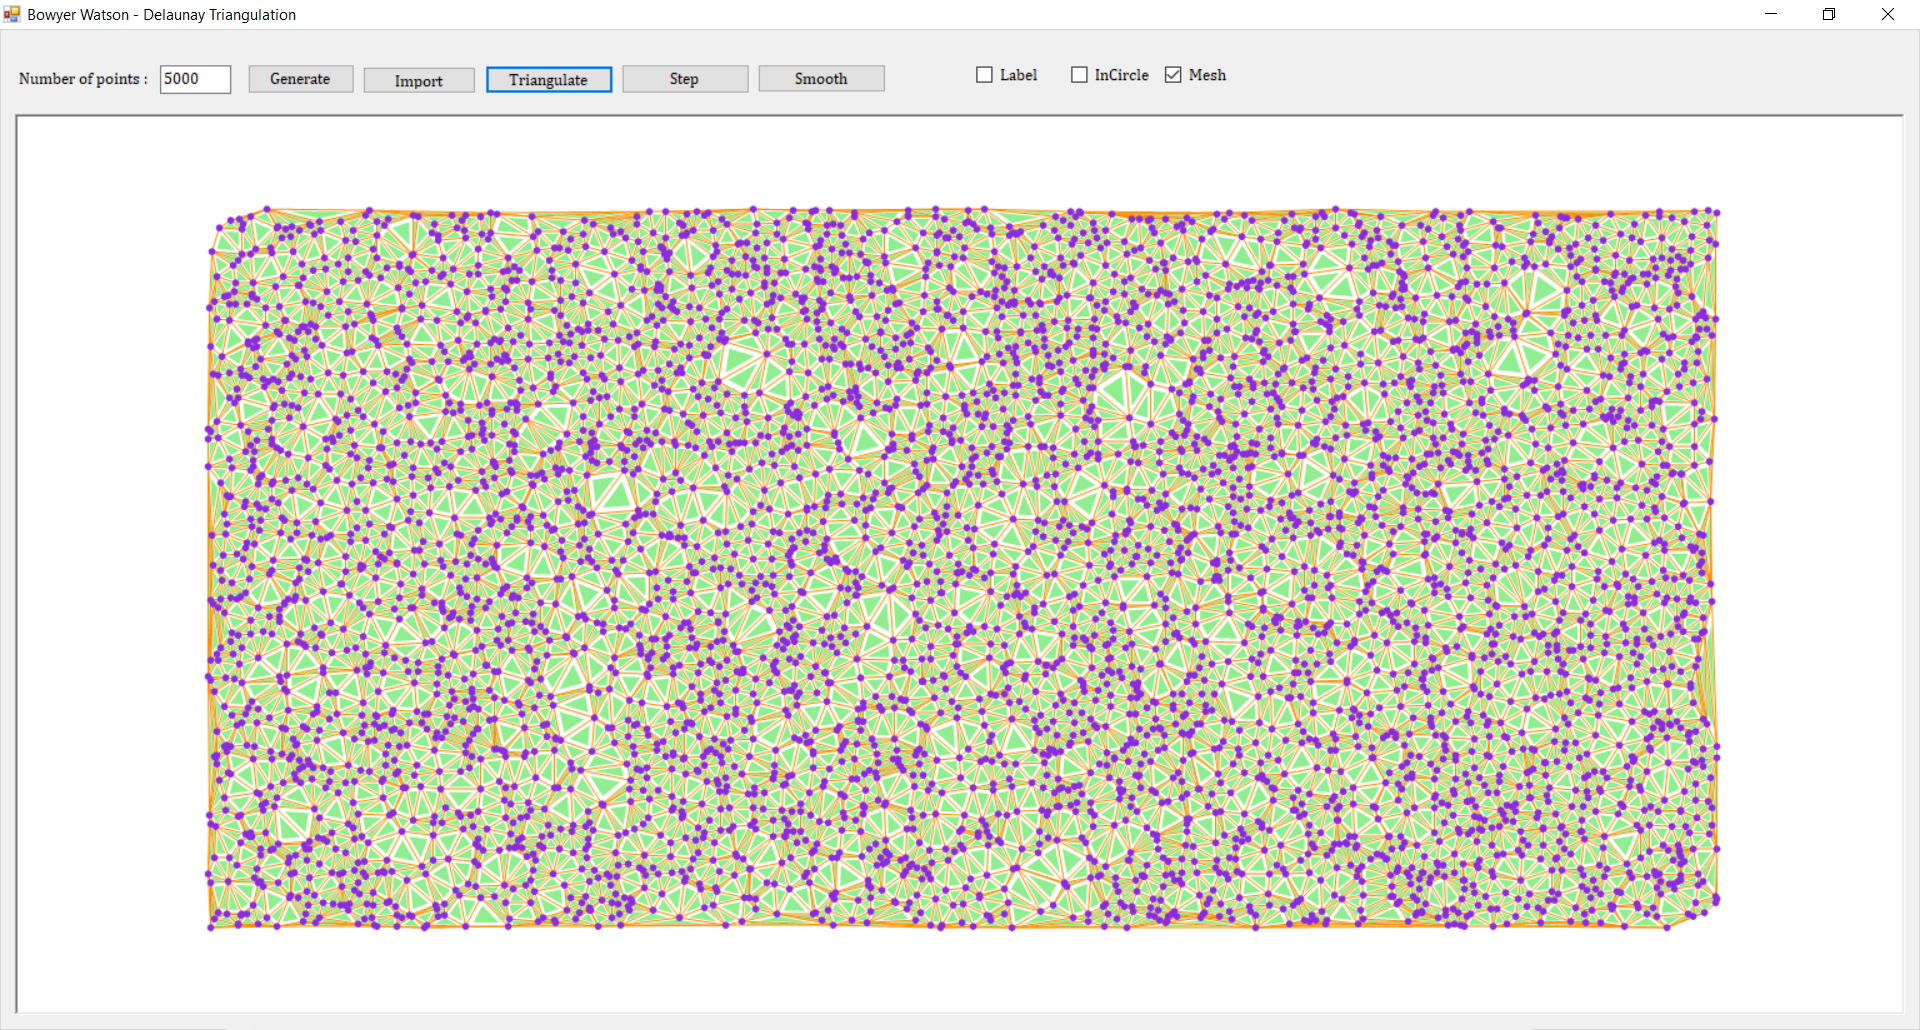 Bowyer Watson - Delaunay Triangulation
Number of points : 5000 Generate Import Triangulate Step Smooth Label InCircle Mesh